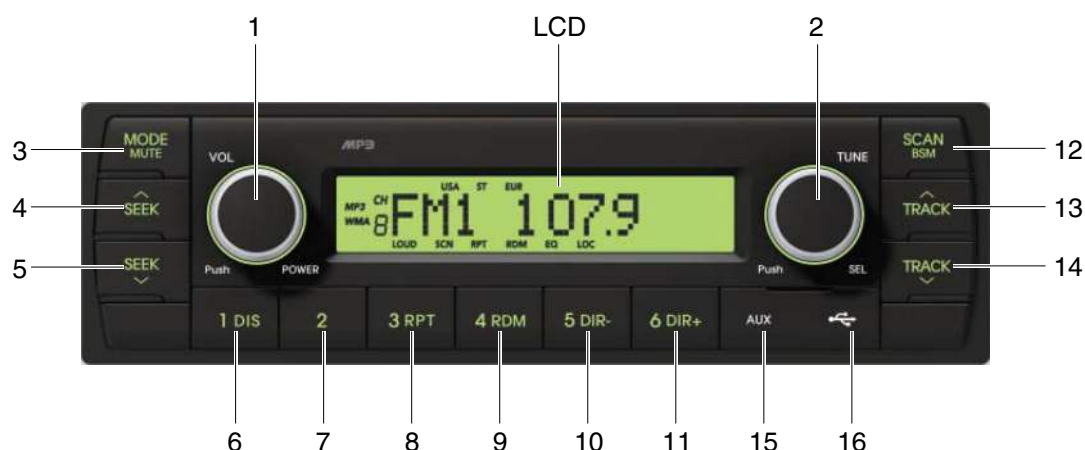 1
LCD
2
3
MODE
MUTE
VOL
MP3
TUNE
SCAN
BSM
12
4
SEEK
USA ST EUR
MP3 CH
WMA 8
FM1 107.9
LOUD SCN RPT RDM EQ LOC
TRACK
13
5
SEEK
Push POWER
Push SEL
TRACK
14
1 DIS
2
3 RPT
4 RDM
5 DIR-
6 DIR+
AUX
6
7
8
9
10
11
15
16